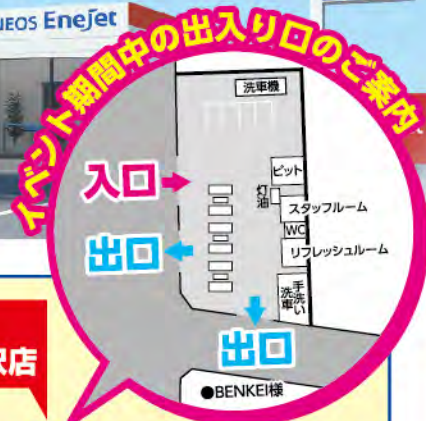 NEOS Enejet
イベント期間中の出入り口のご案内
洗車機
入口
ピット
灯油
スタッフルーム
出口
WC
リフレッシュルーム
手洗い
洗車
出口
●BENKEI様
店